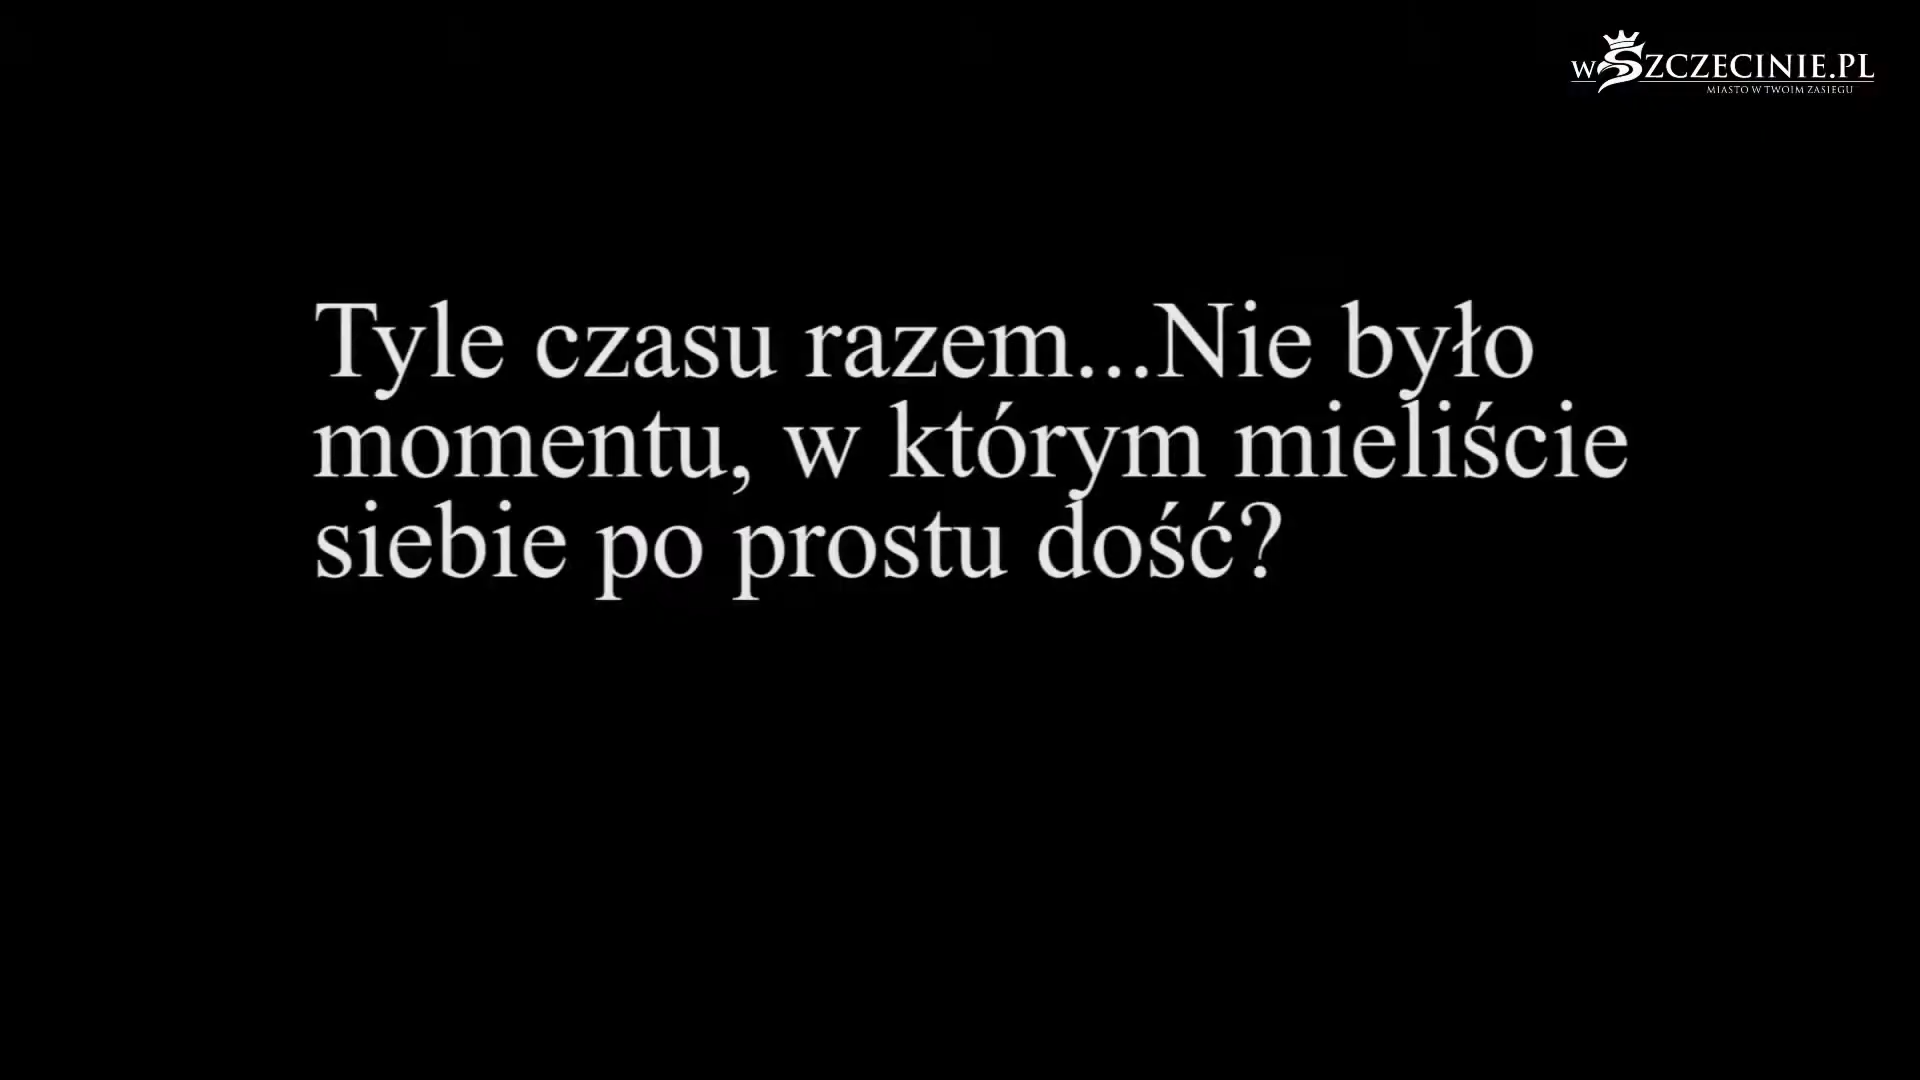 wSZCZECINIE.PL
MIASTO W TWOIM ZASIĘGU
Tyle czasu razem...Nie było
momentu, w którym mieliście
siebie po prostu dość?